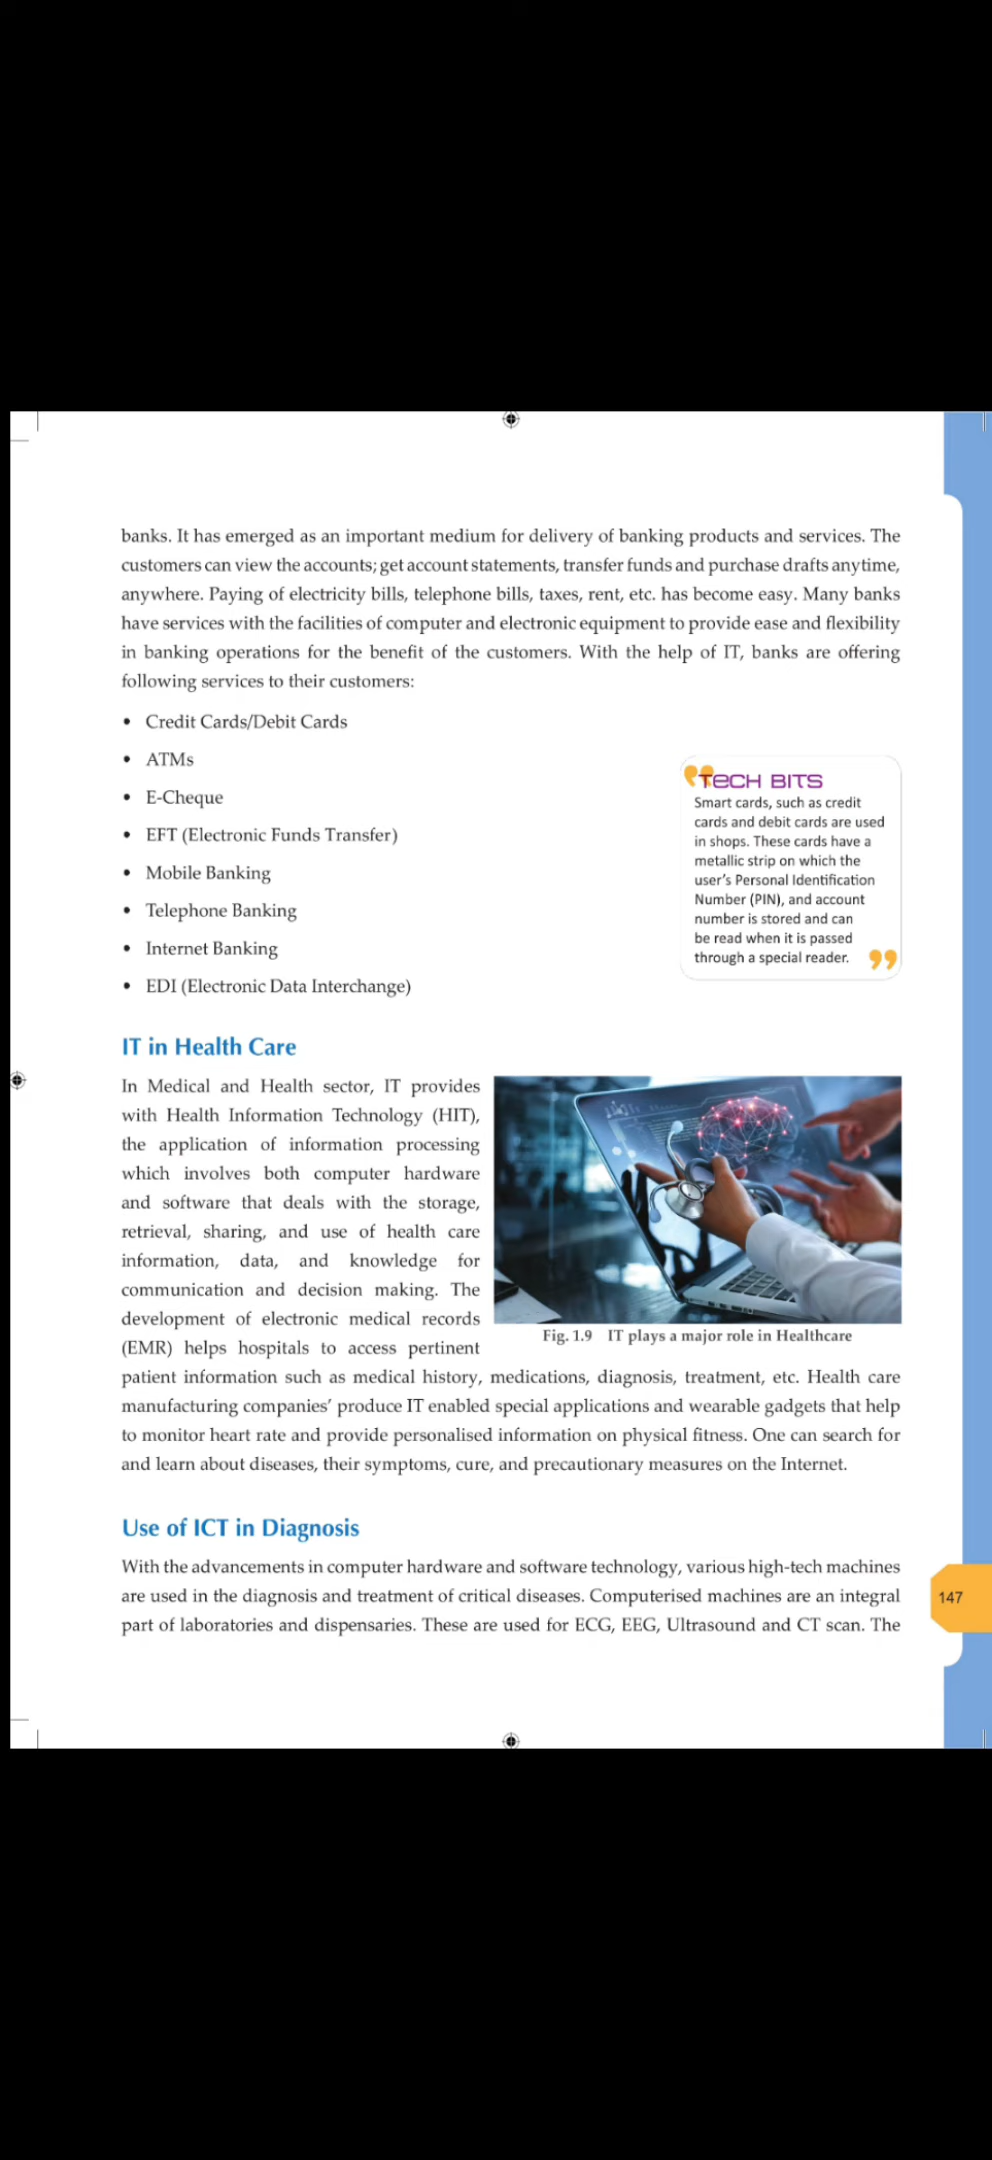 banks. It has emerged as an important medium for delivery of banking products and services. The
customers can view the accounts; get account statements, transfer funds and purchase drafts anytime,
anywhere. Paying of electricity bills, telephone bills, taxes, rent, etc. has become easy. Many banks
have services with the facilities of computer and electronic equipment to provide ease and flexibility
in banking operations for the benefit of the customers. With the help of IT, banks are offering
following services to their customers:
• Credit Cards/Debit Cards
• ATMs
• E-Cheque
• EFT (Electronic Funds Transfer)
• Mobile Banking
• Telephone Banking
• Internet Banking
• EDI (Electronic Data Interchange)
TECH BITS
Smart cards, such as credit
cards and debit cards are used
in shops. These cards have a
metallic strip on which the
user's Personal Identification
Number (PIN), and account
number is stored and can
be read when it is passed
through a special reader.
IT in Health Care
In Medical and Health sector, IT provides
with Health Information Technology (HIT),
the application of information processing
which involves both computer hardware
and software that deals with the storage,
retrieval, sharing, and use of health care
information, data, and knowledge for
communication and decision making. The
development of electronic medical records
(EMR) helps hospitals to access pertinent
Fig. 1.9 IT plays a major role in Healthcare
patient information such as medical history, medications, diagnosis, treatment, etc. Health care
manufacturing companies' produce IT enabled special applications and wearable gadgets that help
to monitor heart rate and provide personalised information on physical fitness. One can search for
and learn about diseases, their symptoms, cure, and precautionary measures on the Internet.
Use of ICT in Diagnosis
With the advancements in computer hardware and software technology, various high-tech machines
are used in the diagnosis and treatment of critical diseases. Computerised machines are an integral
part of laboratories and dispensaries. These are used for ECG, EEG, Ultrasound and CT scan. The
147